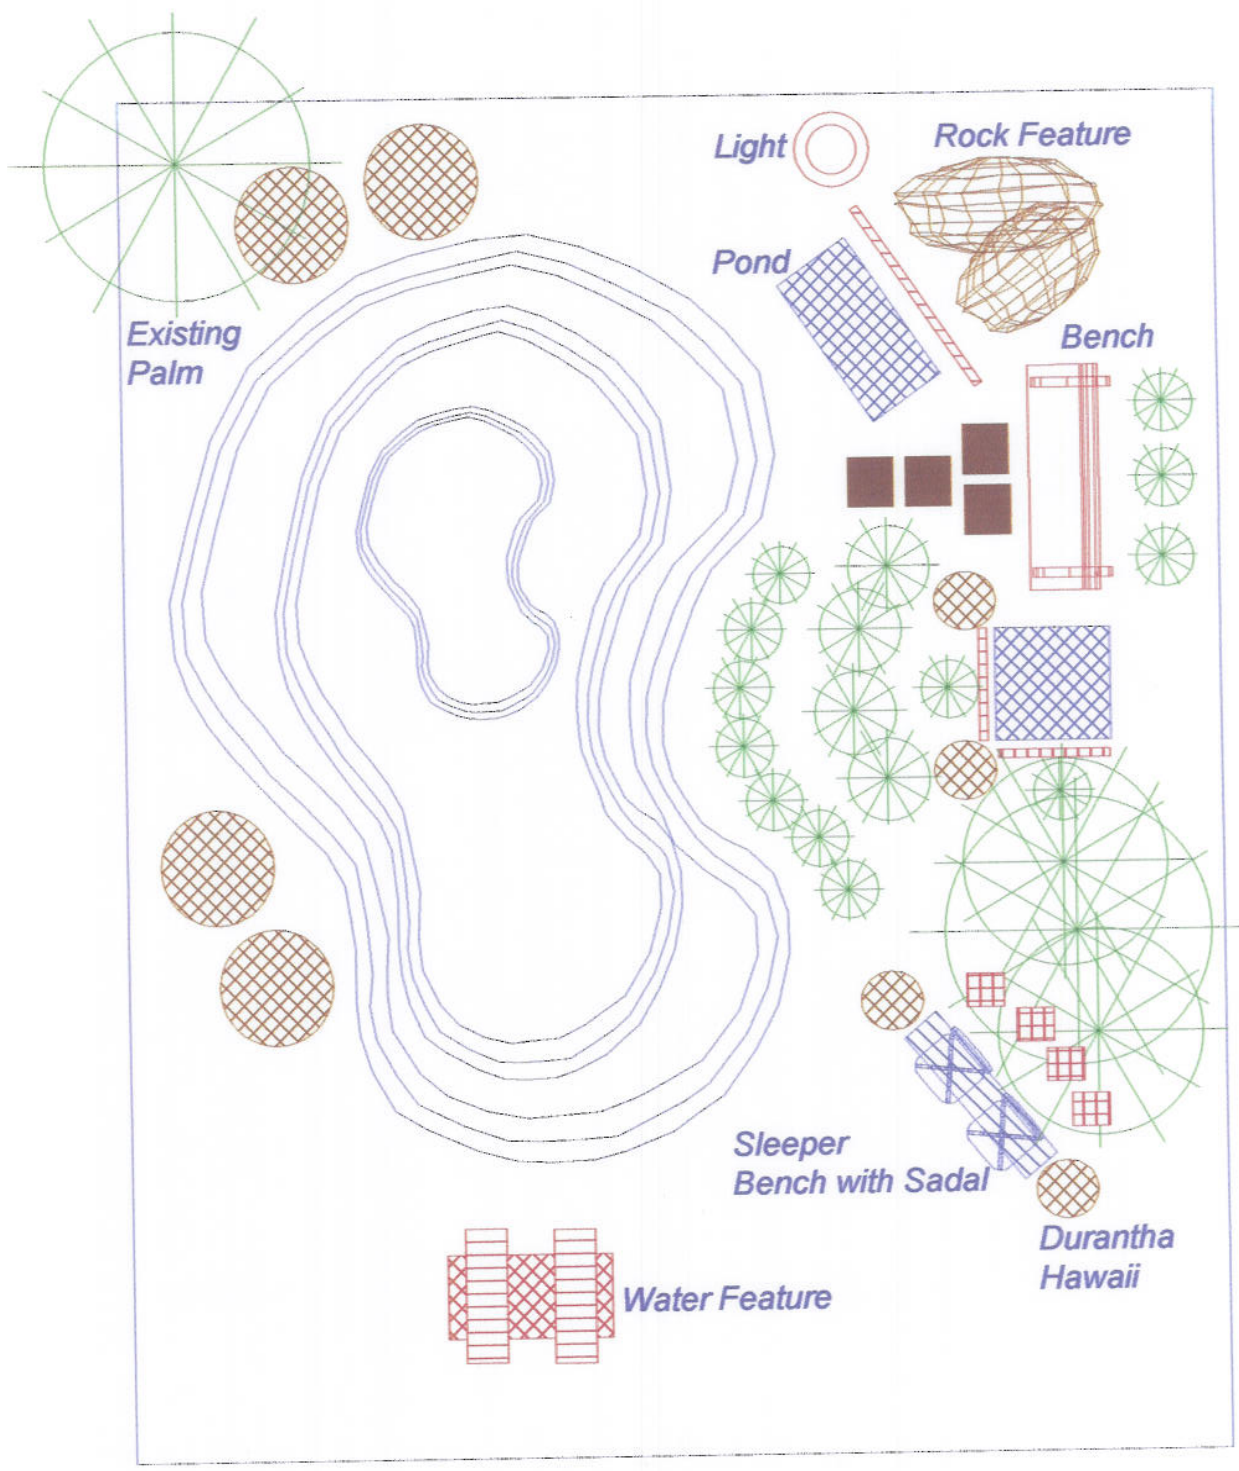 Light
Rock Feature
Pond
Existing
Palm
Bench
Sleeper
Bench with Sadal
Durantha
Hawaii
Water Feature